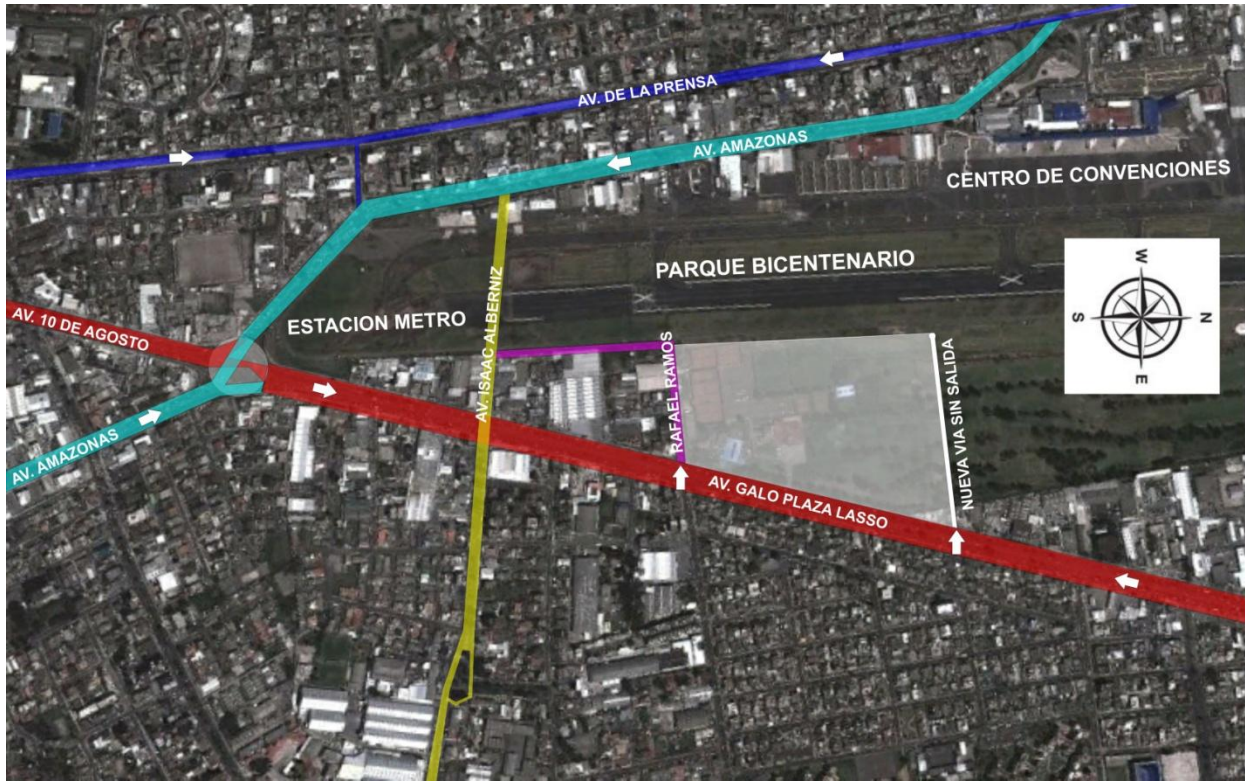 AV. DE LA PRENSA
AV. AMAZONAS
CENTRO DE CONVENCIONES
PARQUE BICENTENARIO
W
S
N
E
ESTACION METRO
AV. 10 DE AGOSTO
AV. ISAAC ALBERNIZ
RAFAEL RAMOS
NUEVA VIA SIN SALIDA
AV. AMAZONAS
AV. GALO PLAZA LASSO